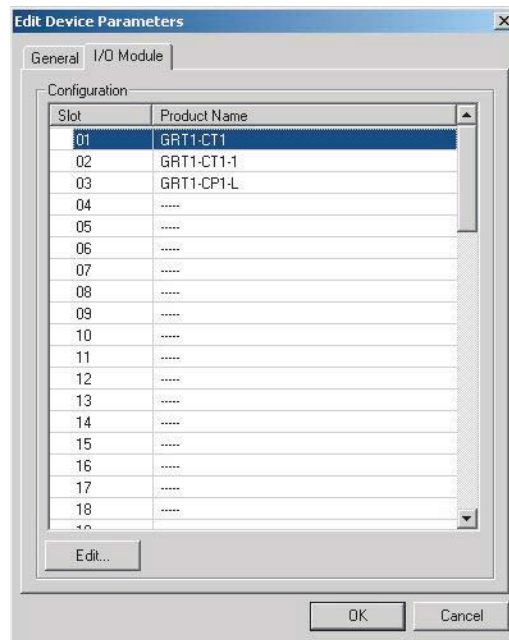 Edit Device Parameters
General I/O Module
Configuration
Slot Product Name
01 GRT1-CT1
02 GRT1-CT1-1
03 GRT1-CP1-L
04 -----
05 -----
06 -----
07 -----
08 -----
09 -----
10 -----
11 -----
12 -----
13 -----
14 -----
15 -----
16 -----
17 -----
18 -----
Edit...
OK Cancel